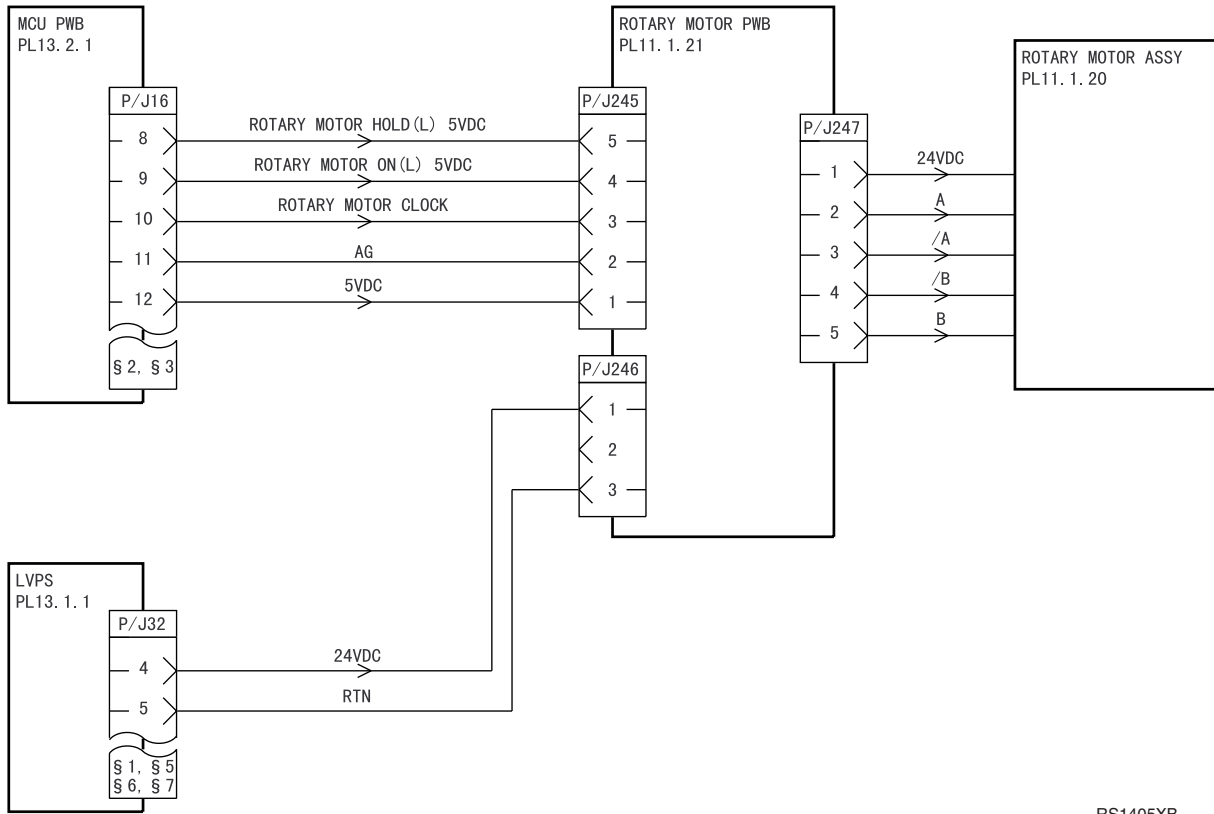 MCU PWB
PL13.2.1
P/J16
8
9
10
11
12
§2, §3
ROTARY MOTOR HOLD(L) 5VDC
ROTARY MOTOR ON(L) 5VDC
ROTARY MOTOR CLOCK
AG
5VDC
ROTARY MOTOR PWB
PL11.1.21
P/J245
5
4
3
2
1
P/J246
1
2
3
P/J247
1
2
3
4
5
24VDC
A
/A
/B
B
ROTARY MOTOR ASSY
PL11.1.20
LVPS
PL13.1.1
P/J32
4
5
§1, §5
§6, §7
24VDC
RTN